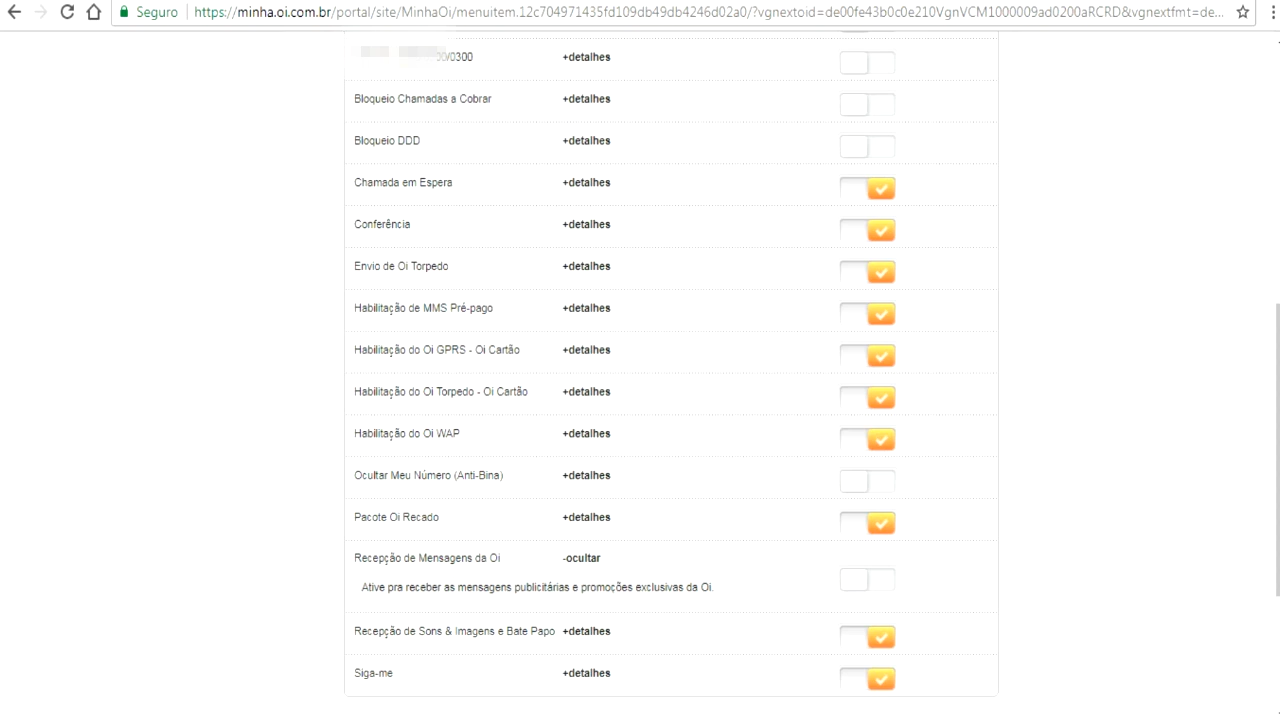 Seguro https://minha.oi.com.br/portal/site/MinhaOi/menuitem.12c704971435fd109db49db4246d02a0/?vgnextoid=de00fe43b0c0e210VgnVCM1000009ad0200aRCRD&vgnextfmt=de...
/0300 +detalhes
Bloqueio Chamadas a Cobrar +detalhes
Bloqueio DDD +detalhes
Chamada em Espera +detalhes
Conferência +detalhes
Envio de Oi Torpedo +detalhes
Habilitação de MMS Pré-pago +detalhes
Habilitação do Oi GPRS - Oi Cartão +detalhes
Habilitação do Oi Torpedo - Oi Cartão +detalhes
Habilitação do Oi WAP +detalhes
Ocultar Meu Número (Anti-Bina) +detalhes
Pacote Oi Recado +detalhes
Recepção de Mensagens da Oi -ocultar
Ative pra receber as mensagens publicitárias e promoções exclusivas da Oi.
Recepção de Sons & Imagens e Bate Papo +detalhes
Siga-me +detalhes